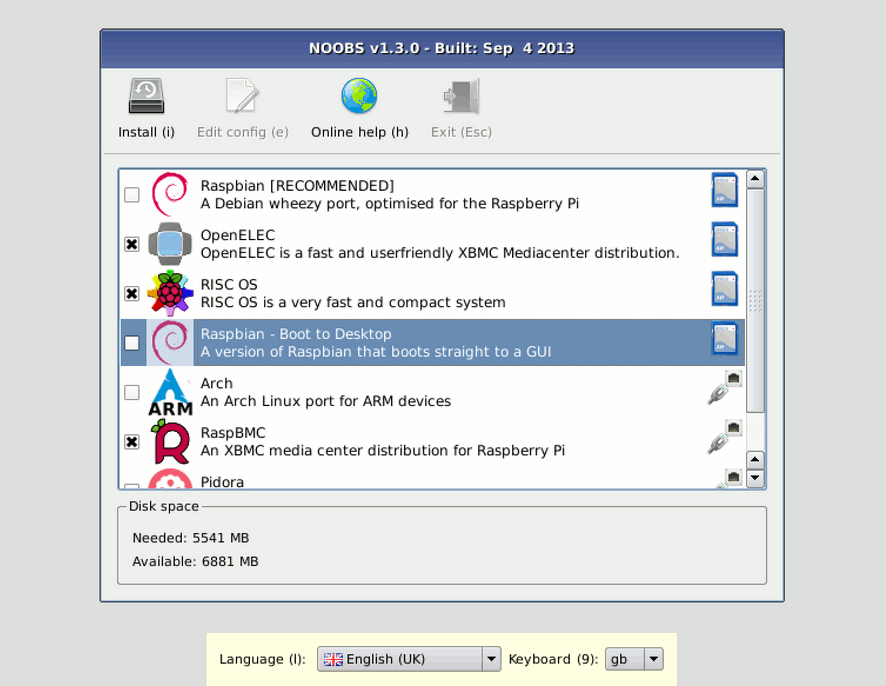 NOOBS v1.3.0 - Built: Sep  4 2013
Install (i)
Edit config (e)
Online help (h)
Exit (Esc)
Raspbian [RECOMMENDED]
A Debian wheezy port, optimised for the Raspberry Pi
OpenELEC
OpenELEC is a fast and userfriendly XBMC Mediacenter distribution.
RISC OS
RISC OS is a very fast and compact system
Raspbian - Boot to Desktop
A version of Raspbian that boots straight to a GUI
ARM
Arch
An Arch Linux port for ARM devices
RaspBMC
An XBMC media center distribution for Raspberry Pi
Pidora
Disk space
Needed: 5541 MB
Available: 6881 MB
Language (l): English (UK) Keyboard (9): gb